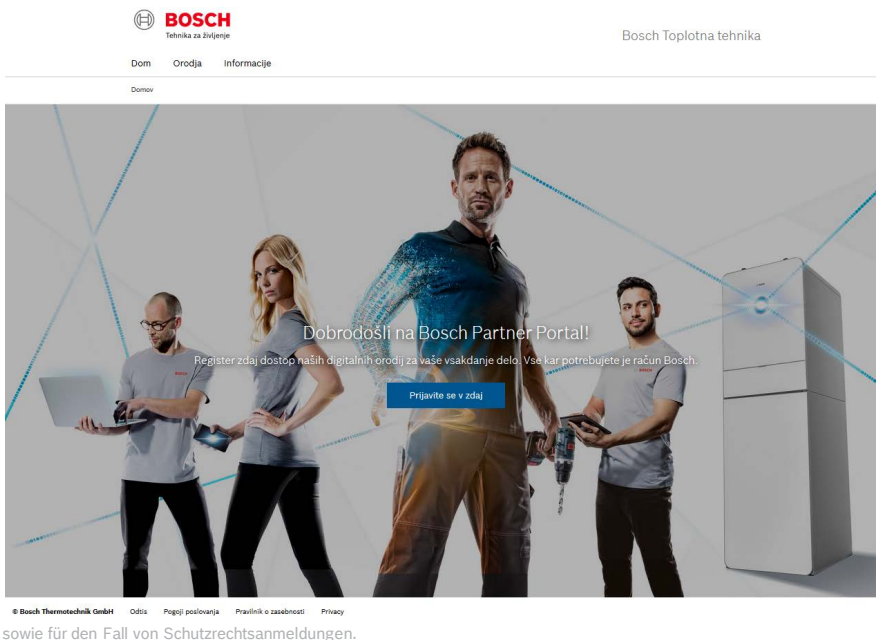 BOSCH
Tehnika za življenje
Bosch Toplotna tehnika
Dom Orodja Informacije
Domov
Dobrodošli na Bosch Partner Portal!
Register zdaj dostop naših digitalnih orodij za vaše vsakdanje delo. Vse kar potrebujete je račun Bosch.
Prijavite se v zdaj
BOSCH
BOSCH
© Bosch Thermotechnik GmbH Odtis Pogoji poslovanja Pravilnik o zasebnosti Privacy
sowie für den Fall von Schutzrechtsanmeldungen.